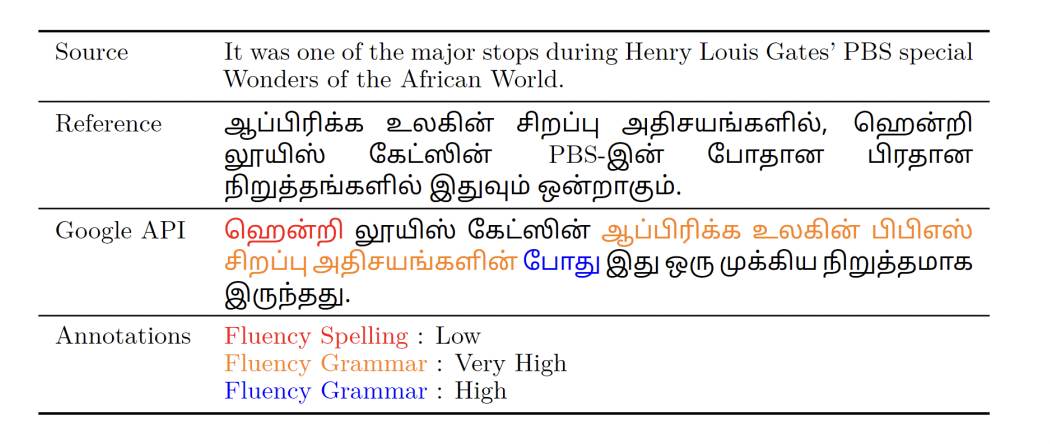 Source It was one of the major stops during Henry Louis Gates' PBS special
Wonders of the African World.
Reference ஆப்பிரிக்க உலகின் சிறப்பு அதிசயங்களில், ஹென்றி
லூயிஸ் கேட்ஸின் PBS-இன் போதான பிரதான
நிறுத்தங்களில் இதுவும் ஒன்றாகும்.
Google API ஹென்றி லூயிஸ் கேட்ஸின் ஆப்பிரிக்க உலகின் பிபிஎஸ்
சிறப்பு அதிசயங்களின் போது இது ஒரு முக்கிய நிறுத்தமாக
இருந்தது.
Annotations Fluency Spelling : Low
Fluency Grammar : Very High
Fluency Grammar : High